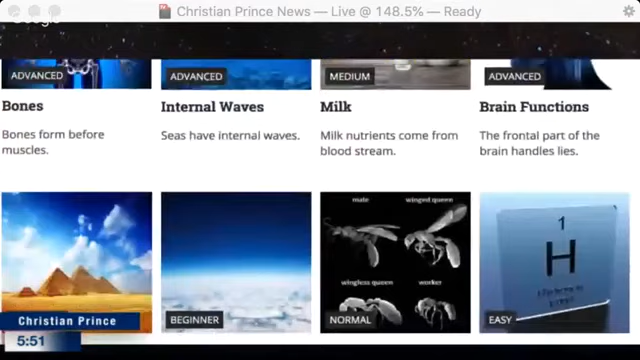 Christian Prince News — Live @ 148.5% — Ready
Google
ADVANCED
ADVANCED
MEDIUM
ADVANCED
Bones
Internal Waves
Milk
Brain Functions
Bones form before
muscles.
Seas have internal waves.
Milk nutrients come from
blood stream.
The frontal part of the
brain handles lies.
mate
winged queen
wingless queen
worker
1
H
BEGINNER
NORMAL
EASY
Christian Prince
5:51